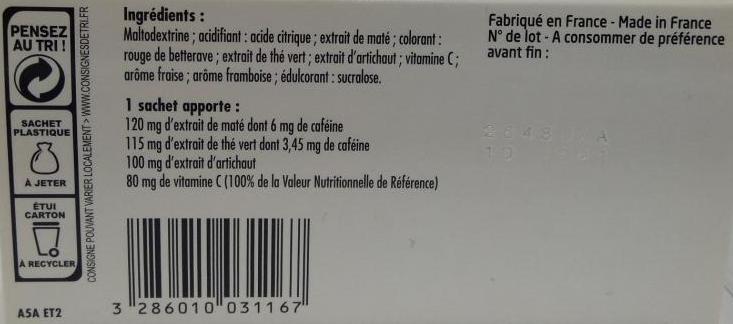 PENSEZ
AU TRI !
SACHET
PLASTIQUE
À JETER
ÉTUI
CARTON
À RECYCLER
CONSIGNE POUVANT VARIER LOCALEMENT > WWW.CONSIGNESDETRI.FR
A5A ET2
Ingrédients :
Maltodextrine ; acidifiant : acide citrique ; extrait de maté ; colorant :
rouge de betterave ; extrait de thé vert ; extrait d'artichaut ; vitamine C ;
arôme fraise ; arôme framboise ; édulcorant : sucralose.
1 sachet apporte :
120 mg d'extrait de maté dont 6 mg de caféine
115 mg d'extrait de thé vert dont 3,45 mg de caféine
100 mg d'extrait d'artichaut
80 mg de vitamine C (100% de la Valeur Nutritionnelle de Référence)
3 286010 031167
Fabriqué en France - Made in France
N° de lot - A consommer de préférence
avant fin :